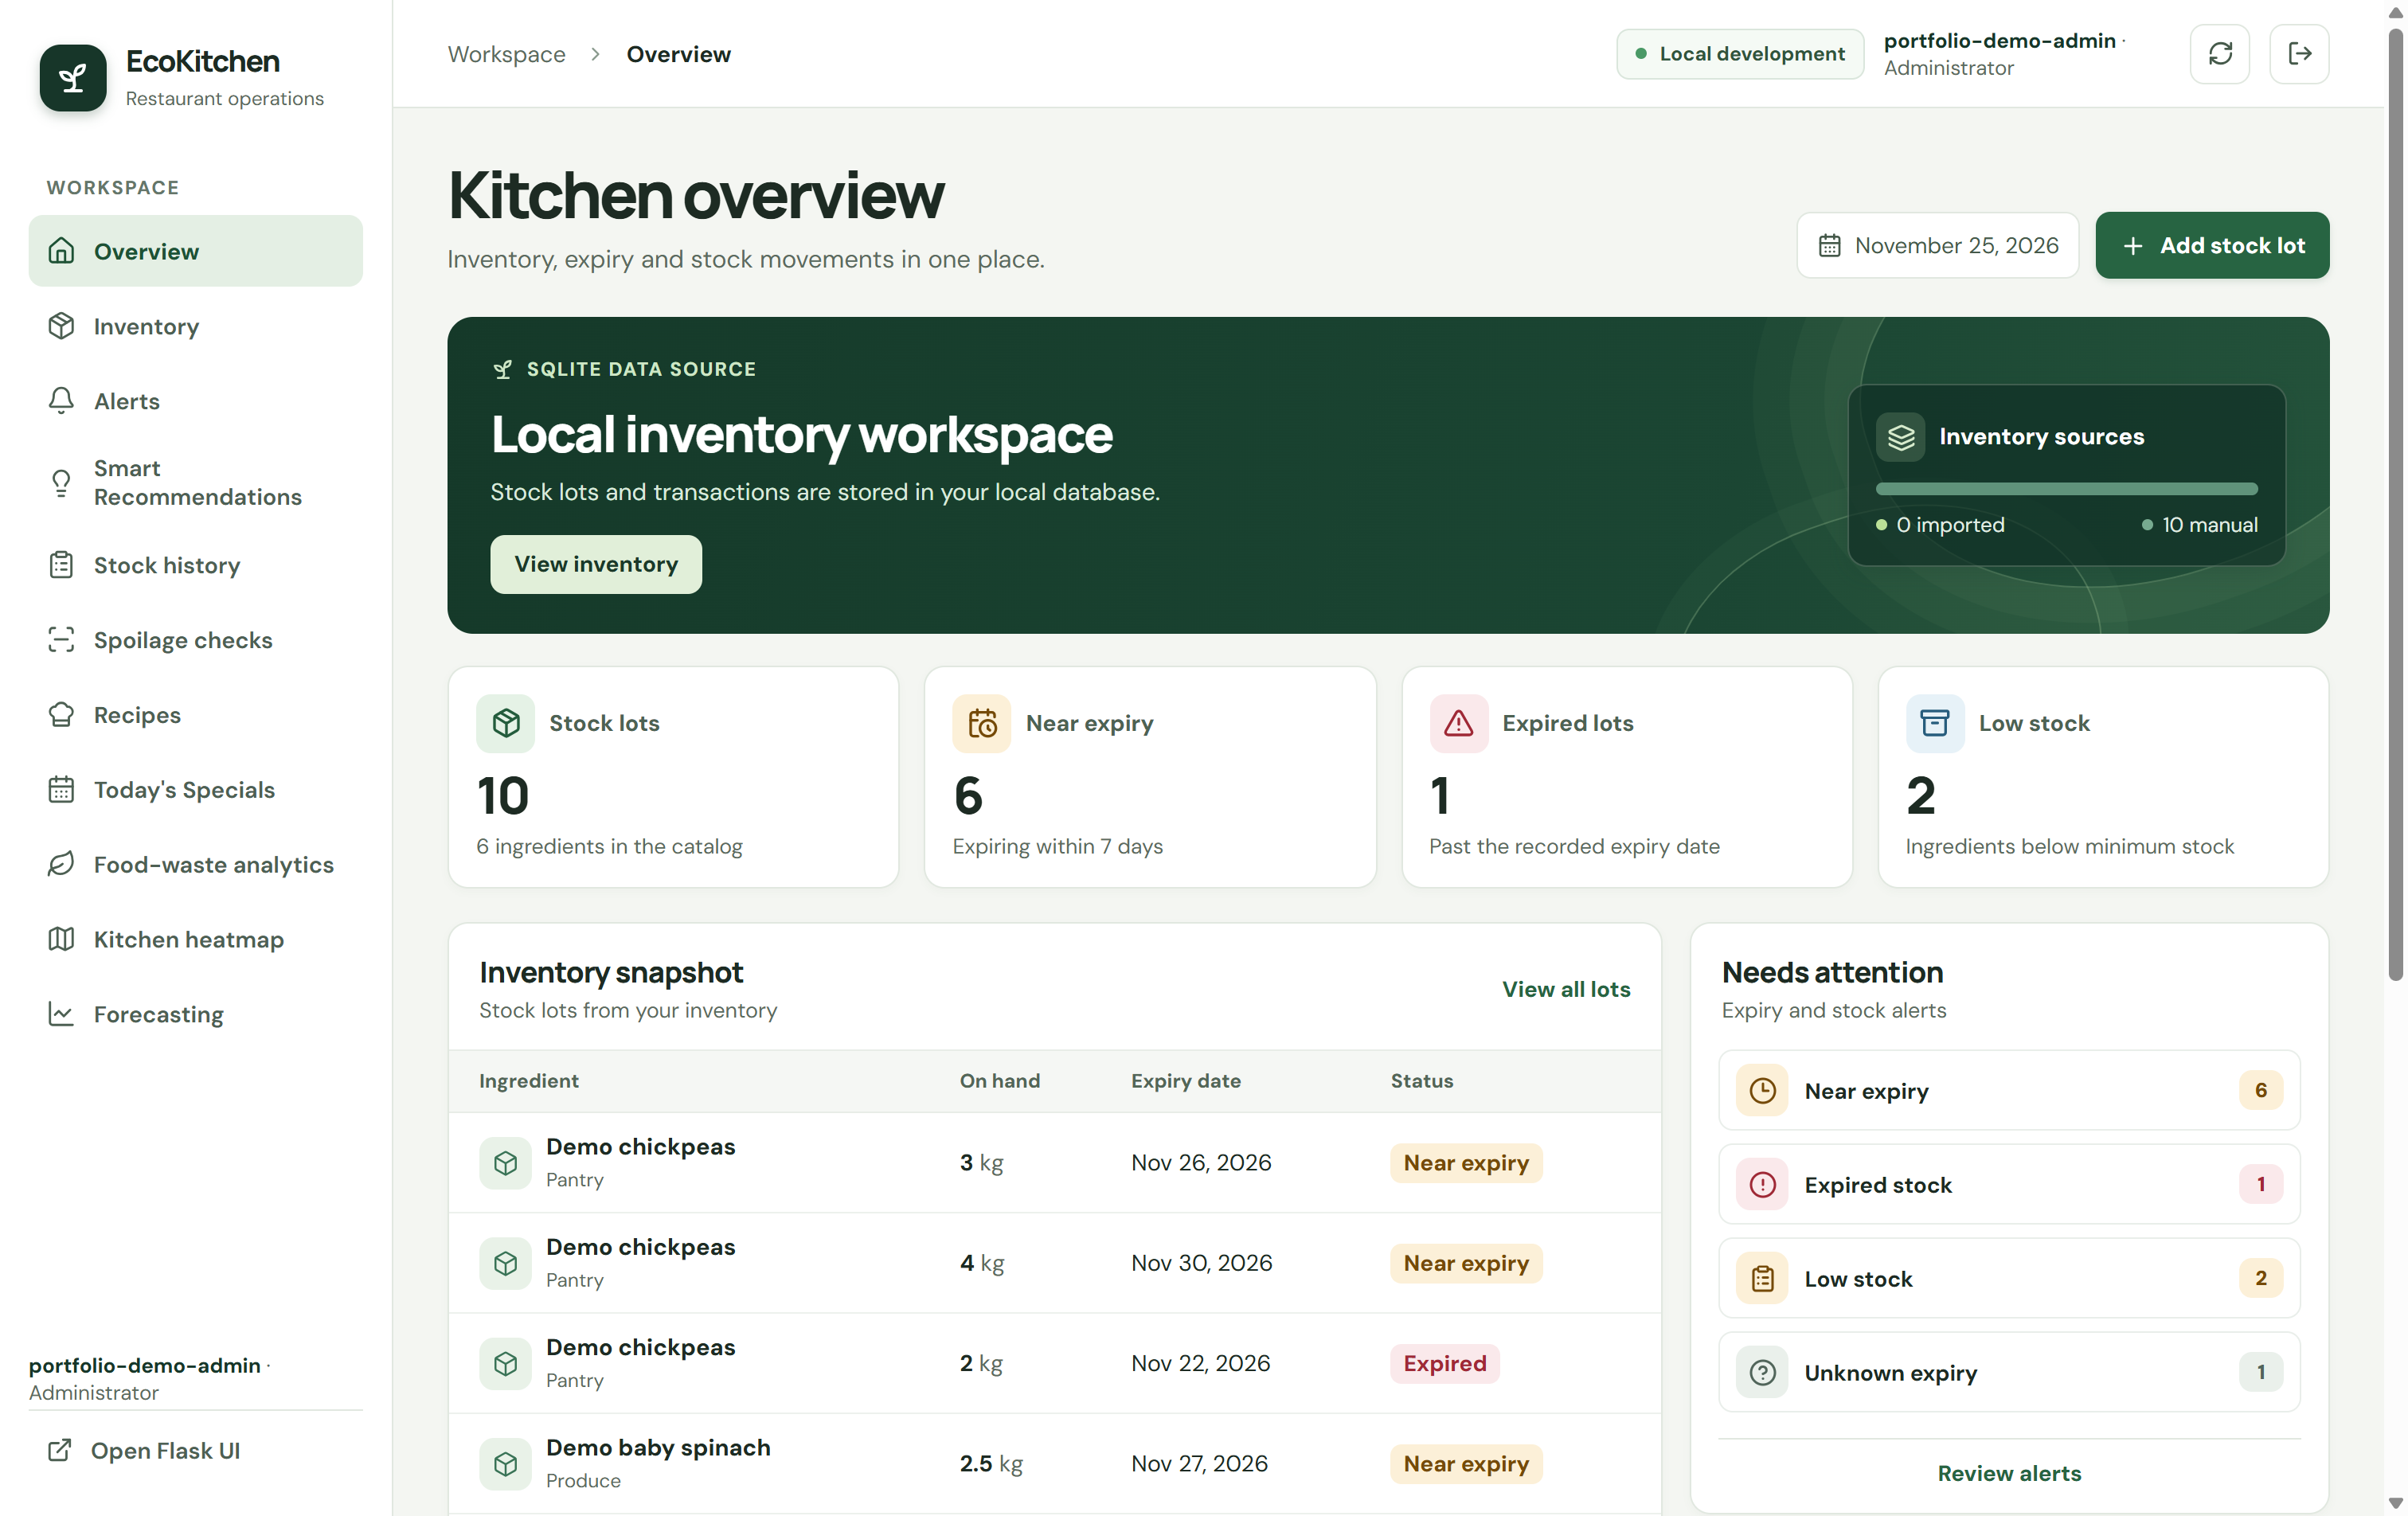 EcoKitchen
Restaurant operations
WORKSPACE
Overview
Inventory
Alerts
Smart
Recommendations
Stock history
Spoilage checks
Recipes
Today's Specials
Food-waste analytics
Kitchen heatmap
Forecasting
portfolio-demo-admin ·
Administrator
Open Flask UI
Workspace > Overview
Local development
portfolio-demo-admin ·
Administrator
Kitchen overview
Inventory, expiry and stock movements in one place.
November 25, 2026
+ Add stock lot
SQLITE DATA SOURCE
Local inventory workspace
Stock lots and transactions are stored in your local database.
View inventory
Inventory sources
0 imported
10 manual
Stock lots
10
6 ingredients in the catalog
Near expiry
6
Expiring within 7 days
Expired lots
1
Past the recorded expiry date
Low stock
2
Ingredients below minimum stock
Inventory snapshot
Stock lots from your inventory
View all lots
Ingredient On hand Expiry date Status
Demo chickpeas
Pantry
3 kg Nov 26, 2026 Near expiry
Demo chickpeas
Pantry
4 kg Nov 30, 2026 Near expiry
Demo chickpeas
Pantry
2 kg Nov 22, 2026 Expired
Demo baby spinach
Produce
2.5 kg Nov 27, 2026 Near expiry
Needs attention
Expiry and stock alerts
Near expiry 6
Expired stock 1
Low stock 2
Unknown expiry 1
Review alerts